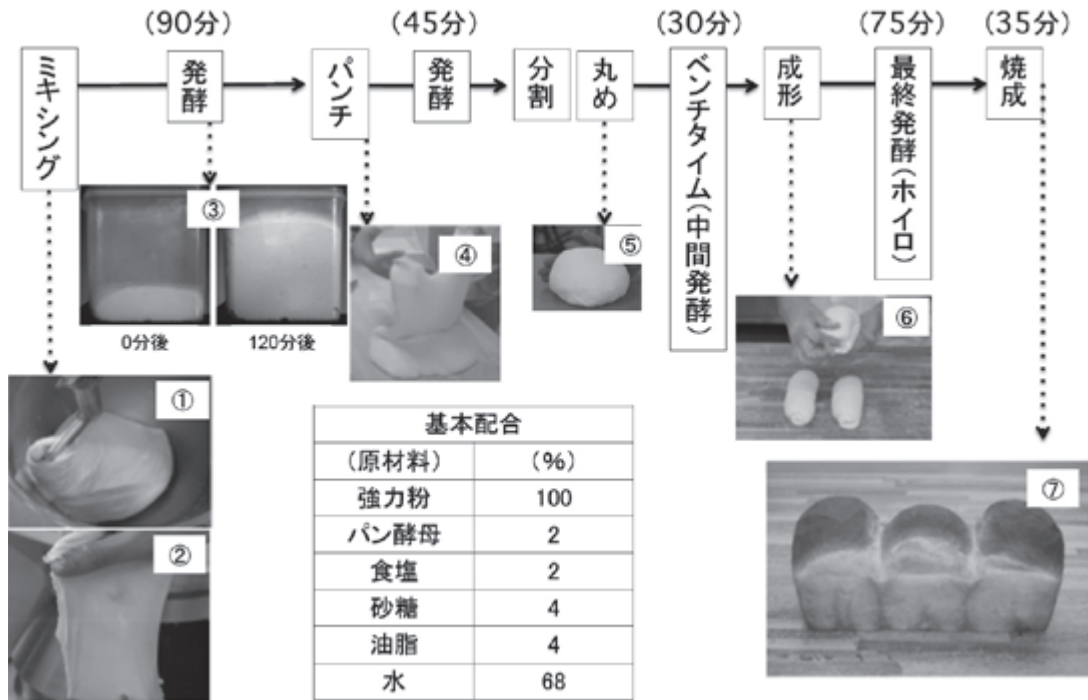 (90分)
(45分)
(30分)
(75分)
(35分)
ミキシング
発酵
パンチ
発酵
分割
丸め
ベンチタイム(中間発酵)
成形
最終発酵(ホイロ)
焼成
③
0分後
120分後
④
⑤
⑥
①
②
基本配合
(原材料) (%)
強力粉 100
パン酵母 2
食塩 2
砂糖 4
油脂 4
水 68
⑦